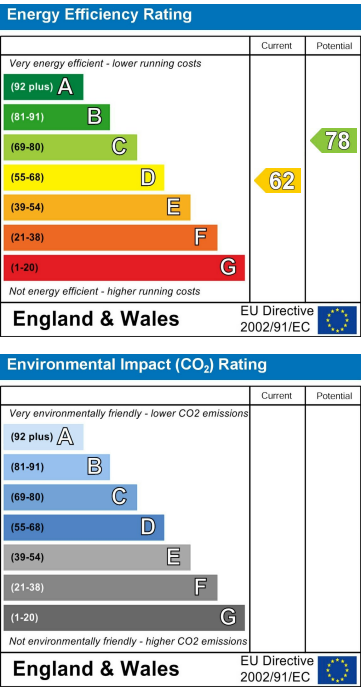 Energy Efficiency Rating
Current Potential
Very energy efficient - lower running costs
(92 plus) A
(81-91) B
(69-80) C
(55-68) D
(39-54) E
(21-38) F
(1-20) G
62
78
Not energy efficient - higher running costs
England & Wales
EU Directive
2002/91/EC
Environmental Impact (CO₂) Rating
Current Potential
Very environmentally friendly - lower CO2 emissions
(92 plus) A
(81-91) B
(69-80) C
(55-68) D
(39-54) E
(21-38) F
(1-20) G
Not environmentally friendly - higher CO2 emissions
England & Wales
EU Directive
2002/91/EC